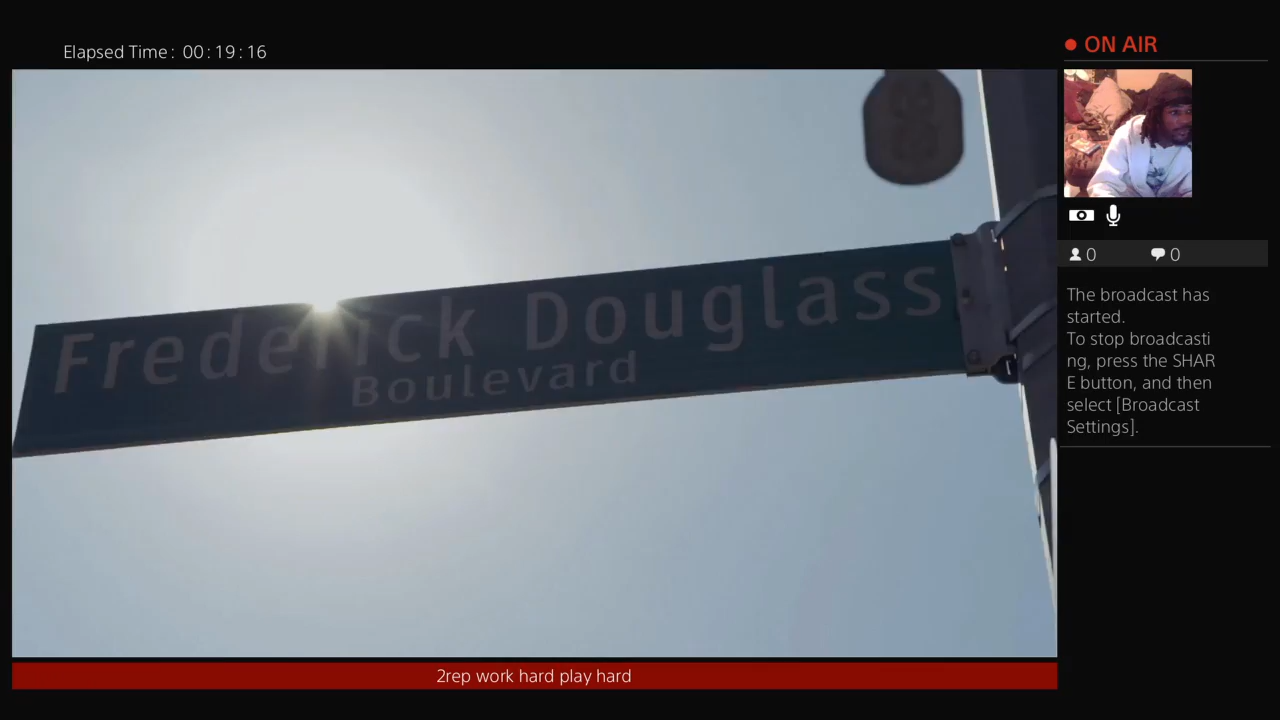 Elapsed Time: 00:19:16
ON AIR
Frederick Douglass
Boulevard
0
0
The broadcast has
started.
To stop broadcasti
ng, press the SHAR
E button, and then
select [Broadcast
Settings].
2rep work hard play hard